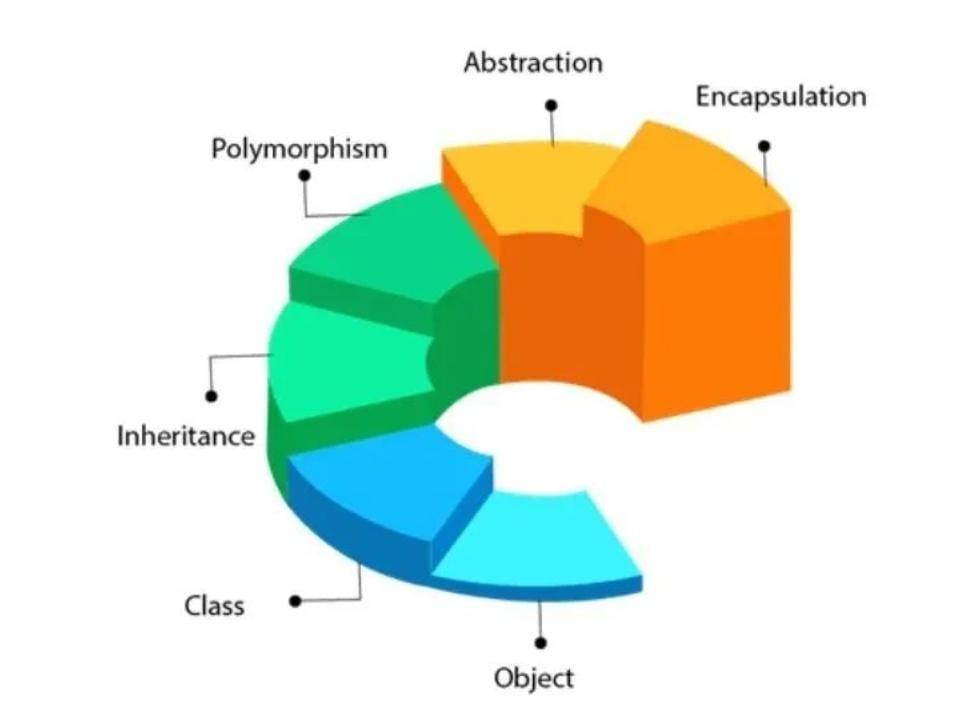 Abstraction
Encapsulation
Polymorphism
Inheritance
Class
Object